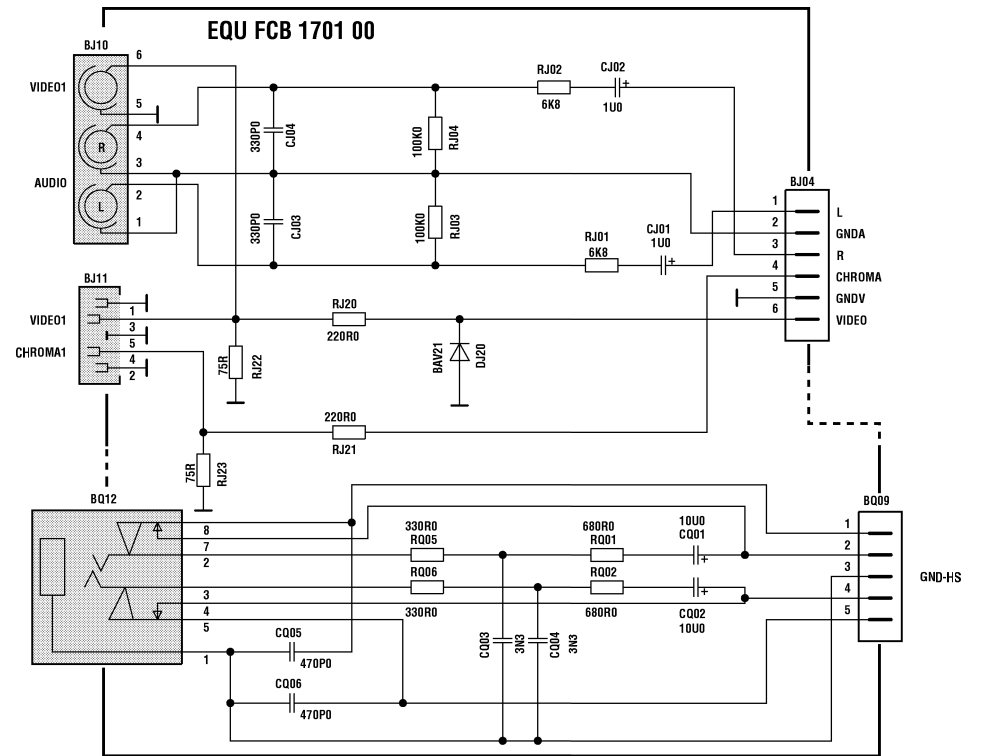 EQU FCB 1701 00
BJ10
6
VIDEO1
5
4
R
3
AUDIO
2
L
1
330P0
CJ04
330P0
CJ03
100K0
RJ04
100K0
RJ03
RJ02
6K8
CJ02
+
1U0
RJ01
6K8
CJ01
1U0
+
BJ04
1
L
2
GNDA
3
R
4
CHROMA
5
GNDV
6
VIDEO
BJ11
1
VIDEO1
3
5
CHROMA1
4
2
RJ20
220R0
75R
RJ22
BAV21
DJ20
220R0
RJ21
75R
RJ23
BQ12
8
7
2
3
4
5
1
330R0
RQ05
RQ06
330R0
680R0
RQ01
RQ02
680R0
10U0
CQ01
+
+
CQ02
10U0
CQ03
3N3
CQ04
3N3
CQ05
470P0
CQ06
470P0
BQ09
1
2
3
4
5
GND-HS